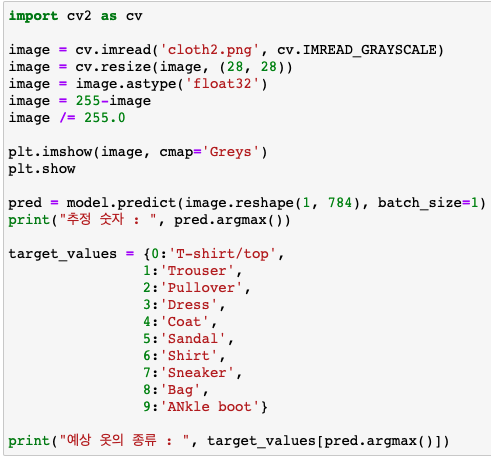 import cv2 as cv
image = cv.imread('cloth2.png', cv.IMREAD_GRAYSCALE)
image = cv.resize(image, (28, 28))
image = image.astype('float32')
image = 255-image
image /= 255.0
plt.imshow(image, cmap='Greys')
plt.show
pred = model.predict(image.reshape(1, 784), batch_size=1)
print("추정 숫자 : ", pred.argmax())
target_values = {0:'T-shirt/top',
1:'Trouser',
2:'Pullover',
3:'Dress',
4:'Coat',
5:'Sandal',
6:'Shirt',
7:'Sneaker',
8:'Bag',
9:'ANkle boot'}
print("예상 옷의 종류 : ", target_values[pred.argmax()])